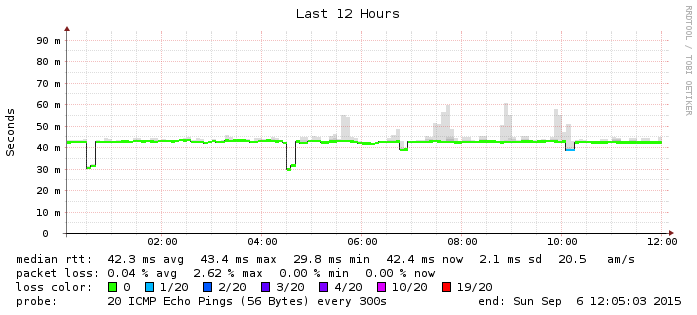 Last 12 Hours
RRDTOOL / TOBI OETIKER
Seconds
90 m
80 m
70 m
60 m
50 m
40 m
30 m
20 m
10 m
0
02:00 04:00 06:00 08:00 10:00 12:00
median rtt: 42.3 ms avg 43.4 ms max 29.8 ms min 42.4 ms now 2.1 ms sd 20.5 am/s
packet loss: 0.04 % avg 2.62 % max 0.00 % min 0.00 % now
loss color: 0 1/20 2/20 3/20 4/20 10/20 19/20
probe: 20 ICMP Echo Pings (56 Bytes) every 300s end: Sun Sep 6 12:05:03 2015